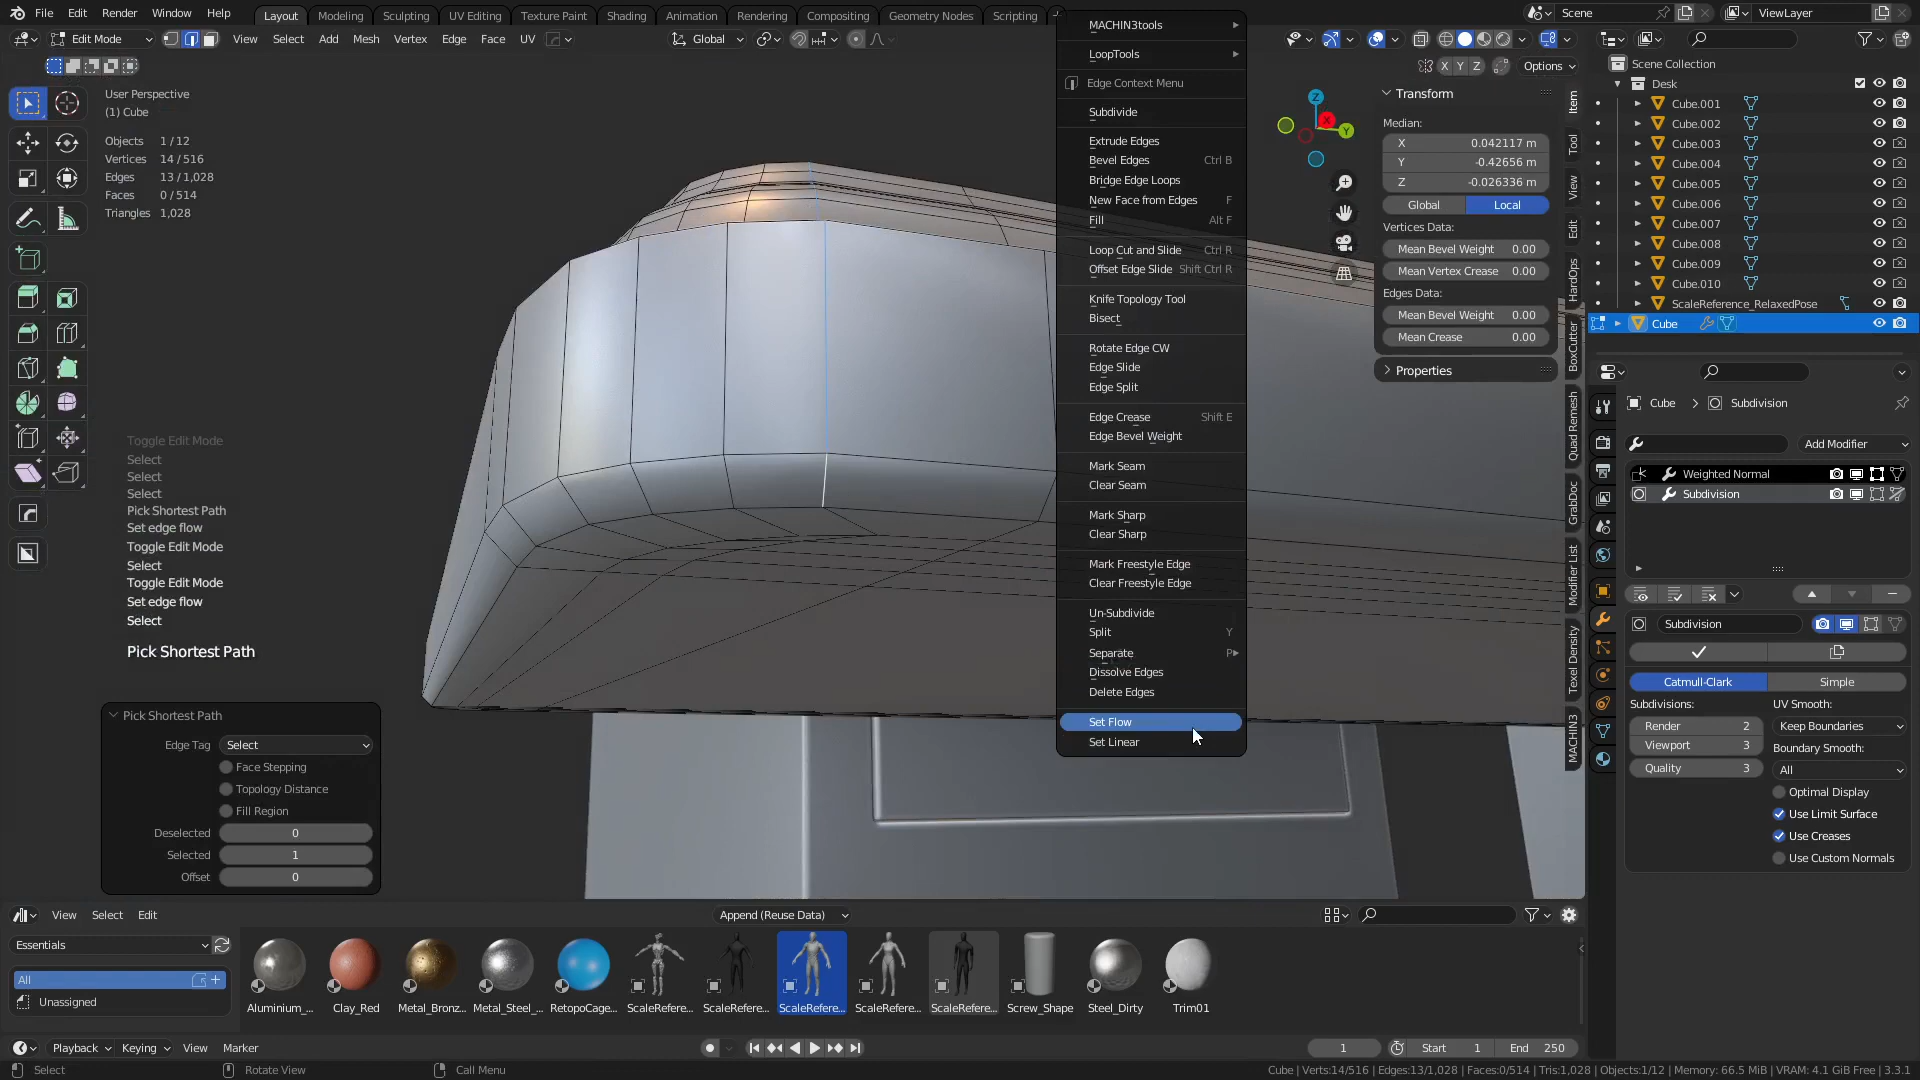 File Edit Render Window Help Layout Modeling Sculpting UV Editing Texture Paint Shading Animation Rendering Compositing Geometry Nodes Scripting + Scene ViewLayer
Edit Mode View Select Add Mesh Vertex Edge Face UV Global
X Y Z Options
User Perspective
(1) Cube
Objects 1 / 12
Vertices 14 / 516
Edges 13 / 1,028
Faces 0 / 514
Triangles 1,028
Toggle Edit Mode
Select
Select
Select
Pick Shortest Path
Set edge flow
Toggle Edit Mode
Select
Toggle Edit Mode
Set edge flow
Select
Pick Shortest Path
Pick Shortest Path
Edge Tag Select
Face Stepping
Topology Distance
Fill Region
Deselected 0
Selected 1
Offset 0
MACHIN3tools
LoopTools
Edge Context Menu
Subdivide
Extrude Edges
Bevel Edges Ctrl B
Bridge Edge Loops
New Face from Edges F
Fill Alt F
Loop Cut and Slide Ctrl R
Offset Edge Slide Shift Ctrl R
Knife Topology Tool
Bisect
Rotate Edge CW
Edge Slide
Edge Split
Edge Crease Shift E
Edge Bevel Weight
Mark Seam
Clear Seam
Mark Sharp
Clear Sharp
Mark Freestyle Edge
Clear Freestyle Edge
Un-Subdivide
Split Y
Separate P
Dissolve Edges
Delete Edges
Set Flow
Set Linear
Z
X
Y
Transform
Median:
X 0.042117 m
Y -0.42656 m
Z -0.026336 m
Global Local
Vertices Data:
Mean Bevel Weight 0.00
Mean Vertex Crease 0.00
Edges Data:
Mean Bevel Weight 0.00
Mean Crease 0.00
Properties
Item
Tool
View
Edit
HardOps
BoxCutter
Quad Remesh
GrabDoc
Modifier List
Texel Density
MACHIN3
Scene Collection
Desk
Cube.001
Cube.002
Cube.003
Cube.004
Cube.005
Cube.006
Cube.007
Cube.008
Cube.009
Cube.010
ScaleReference_RelaxedPose
Cube
Cube Subdivision
Add Modifier
Weighted Normal
Subdivision
Subdivision
Catmull-Clark Simple
Subdivisions: UV Smooth:
Render 2 Keep Boundaries
Viewport 3 Boundary Smooth:
Quality 3 All
Optimal Display
Use Limit Surface
Use Creases
Use Custom Normals
View Select Edit Append (Reuse Data)
Essentials
All
Unassigned
Aluminium_... Clay_Red Metal_Bronz... Metal_Steel_... RetopoCage... ScaleRefere... ScaleRefere... ScaleRefere... ScaleRefere... ScaleRefere... Screw_Shape Steel_Dirty Trim01
Playback Keying View Marker 1 Start 1 End 250
Select Rotate View Call Menu Cube | Verts:14/516 | Edges:13/1,028 | Faces:0/514 | Tris:1,028 | Objects:1/12 | Memory: 66.5 MiB | VRAM: 4.1 GiB Free | 3.3.1